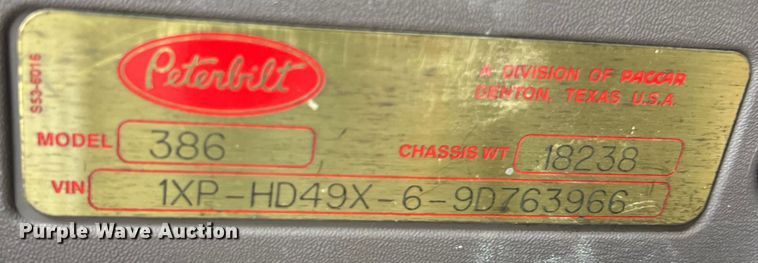 Peterbilt
A DIVISION OF PACCAR
DENTON, TEXAS U.S.A.
S53-6016
MODEL 386
CHASSIS WT 18238
VIN 1XP-HD49X-6-9D763966
Purple Wave Auction